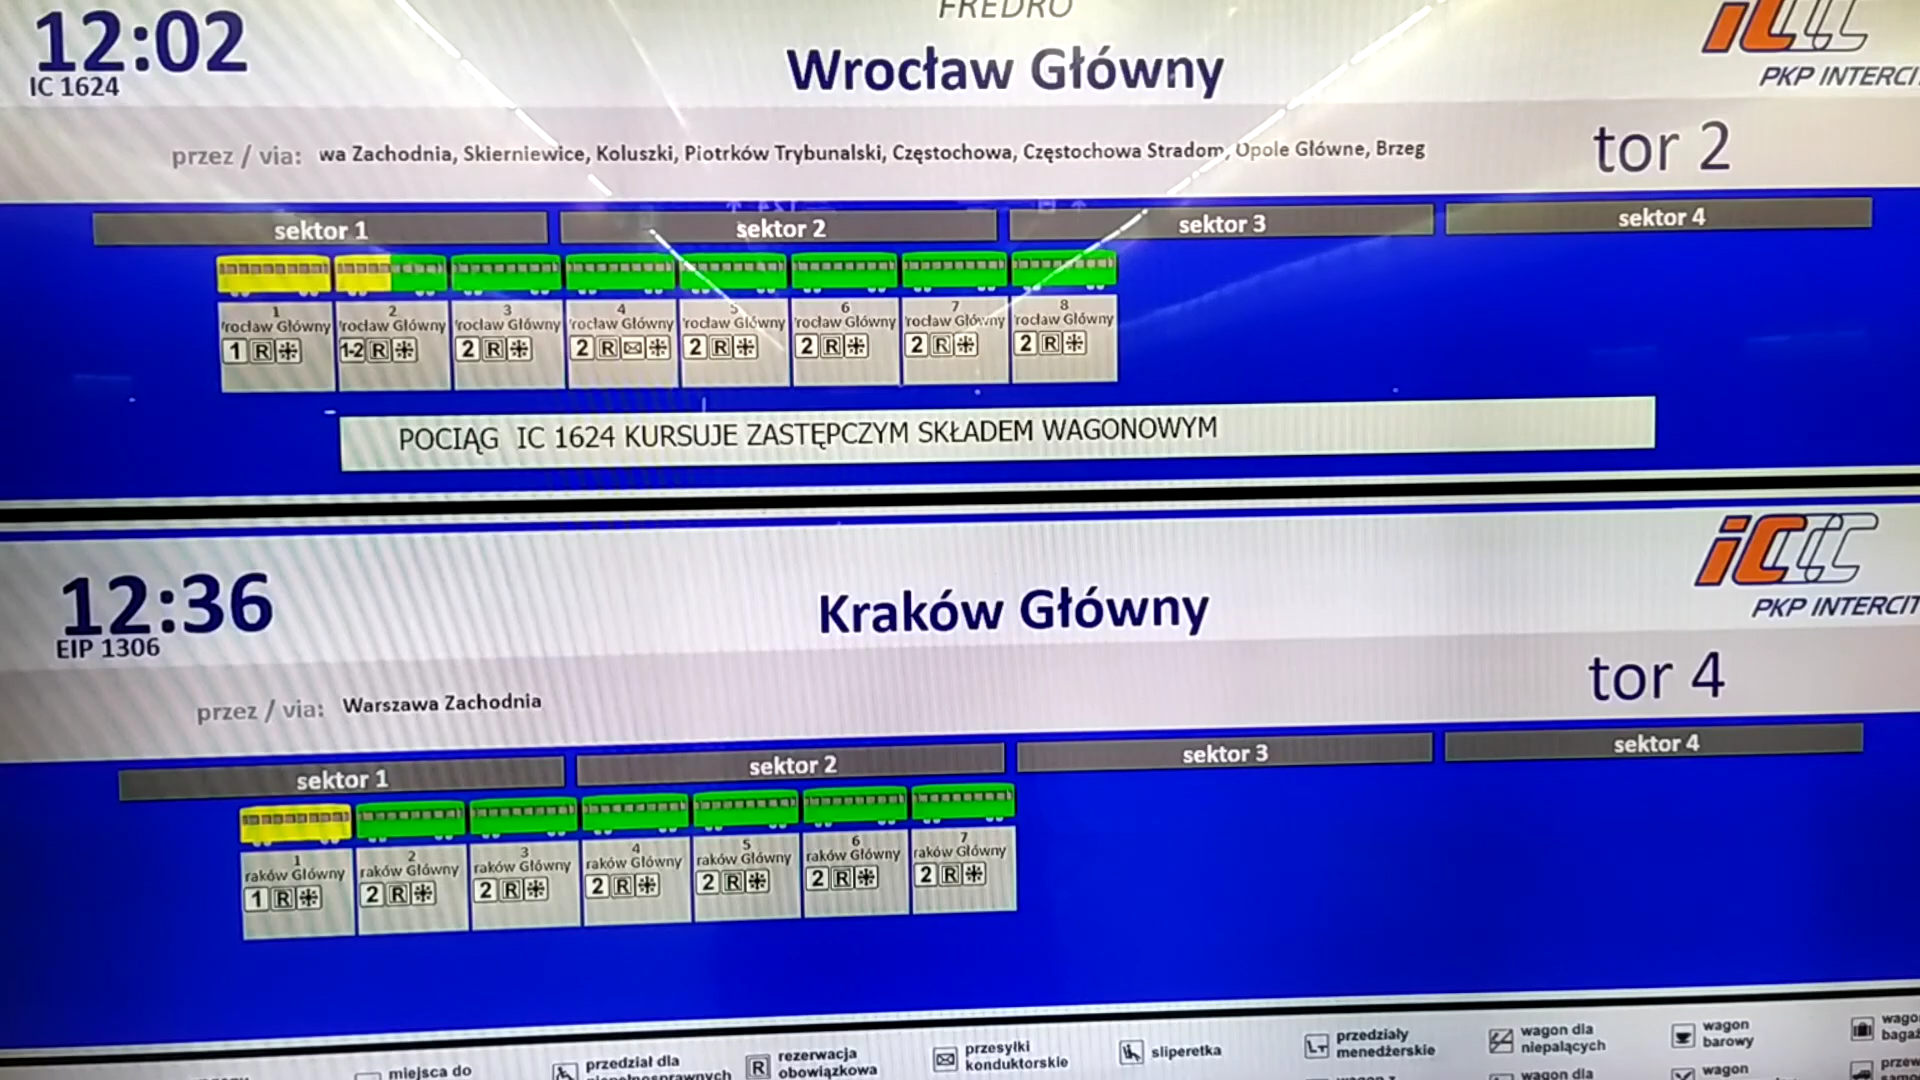 FREDRO
12:02
IC 1624
Wrocław Główny
PKP INTERCI
przez / via: wa Zachodnia, Skierniewice, Koluszki, Piotrków Trybunalski, Częstochowa, Częstochowa Stradom, Opole Główne, Brzeg
tor 2
sektor 1 sektor 2 sektor 3 sektor 4
1 2 3 4 5 6 7 8
rocław Główny rocław Główny rocław Główny rocław Główny rocław Główny rocław Główny rocław Główny rocław Główny
1 R 1-2 R 2 R 2 R 2 R 2 R 2 R 2 R
POCIĄG IC 1624 KURSUJE ZASTĘPCZYM SKŁADEM WAGONOWYM
12:36
EIP 1306
Kraków Główny
PKP INTERCIT
przez / via: Warszawa Zachodnia
tor 4
sektor 1 sektor 2 sektor 3 sektor 4
1 2 3 4 5 6 7
raków Główny raków Główny raków Główny raków Główny raków Główny raków Główny raków Główny
1 R 2 R 2 R 2 R 2 R 2 R 2 R
miejsca do
przedział dla
R rezerwacja
obowiązkowa
przesyłki
konduktorskie
sliperetka
przedziały
menedżerskie
wagon dla
niepalących
wagon
barowy
wago
bagaż
wagon dla
wagon
przew